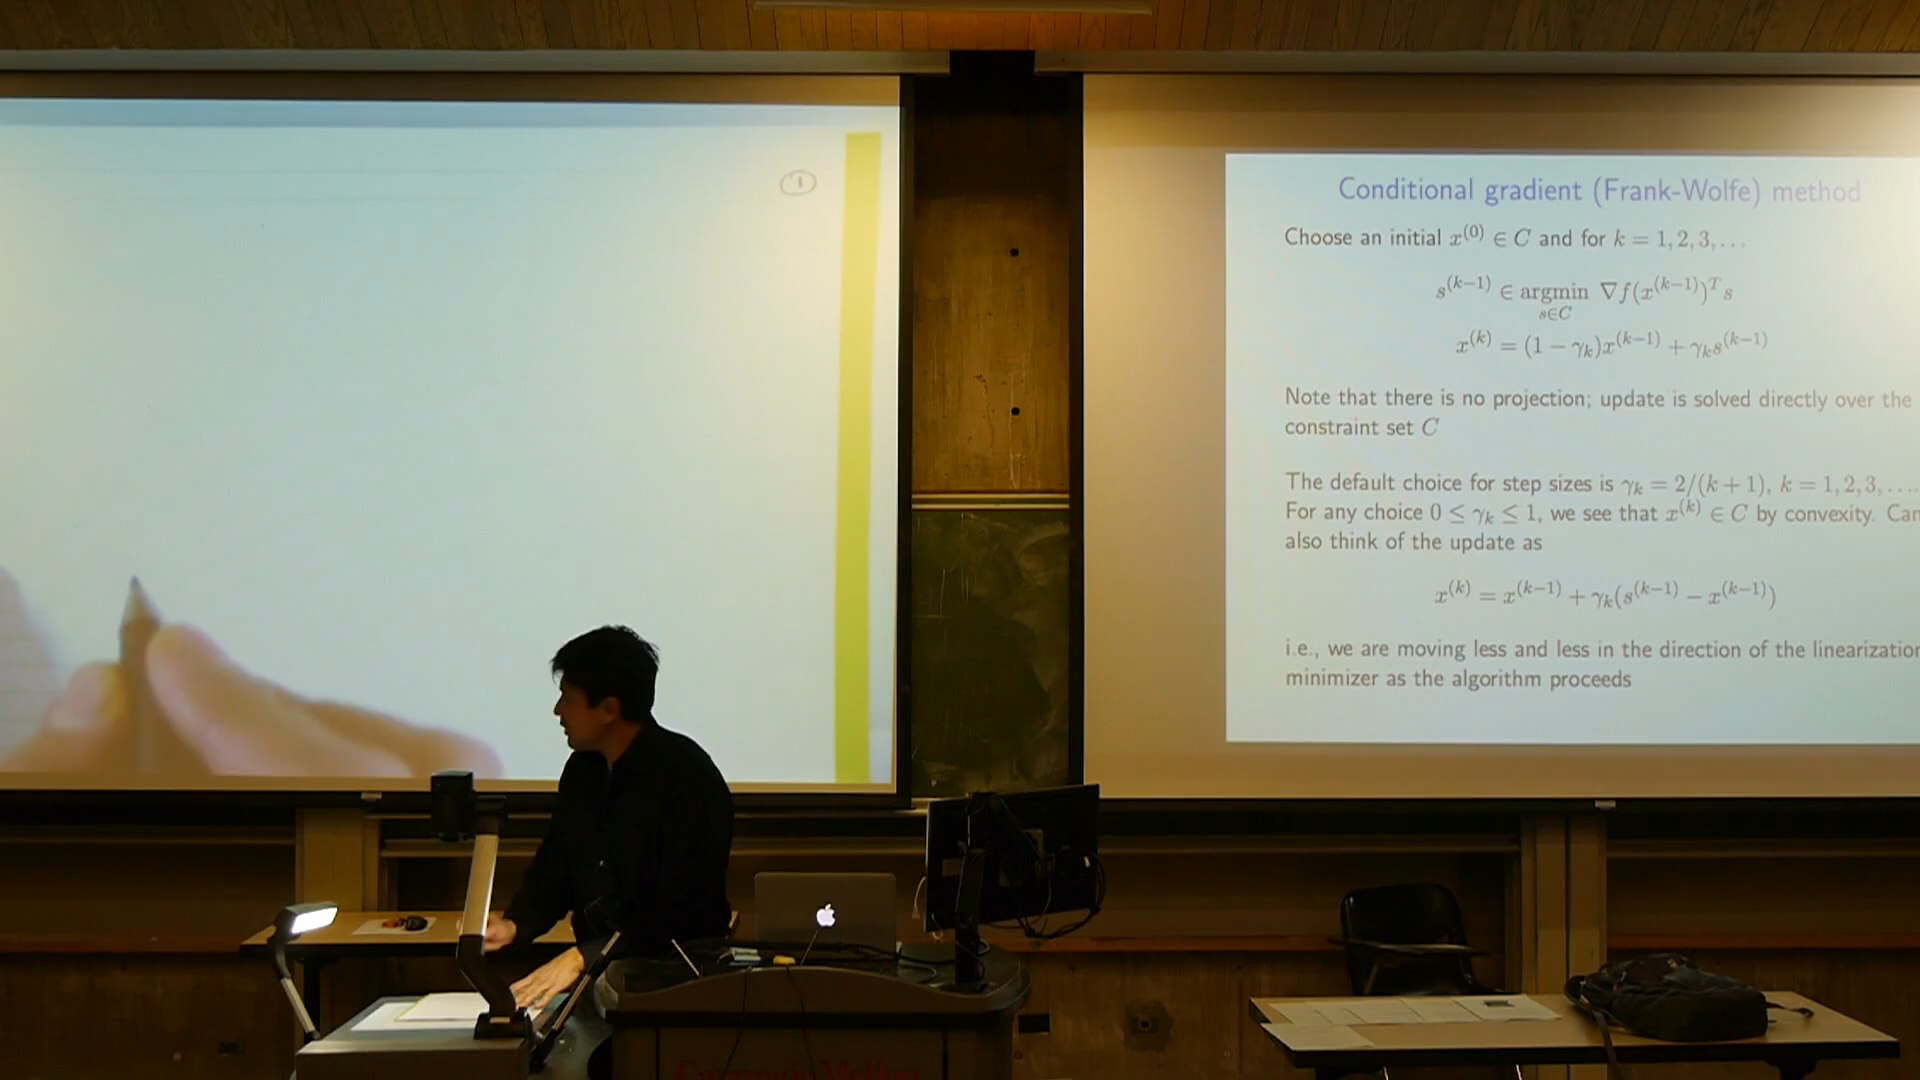 1
Conditional gradient (Frank-Wolfe) method
Choose an initial x^{(0)} ∈ C and for k = 1, 2, 3, . . .
s^{(k−1)} ∈ argmin_{s∈C} ∇f(x^{(k−1)})^T s
x^{(k)} = (1 − γ_k)x^{(k−1)} + γ_k s^{(k−1)}
Note that there is no projection; update is solved directly over the
constraint set C
The default choice for step sizes is γ_k = 2/(k + 1), k = 1, 2, 3, . . . .
For any choice 0 ≤ γ_k ≤ 1, we see that x^{(k)} ∈ C by convexity. Can
also think of the update as
x^{(k)} = x^{(k−1)} + γ_k(s^{(k−1)} − x^{(k−1)})
i.e., we are moving less and less in the direction of the linearization
minimizer as the algorithm proceeds
Carnegie Mellon